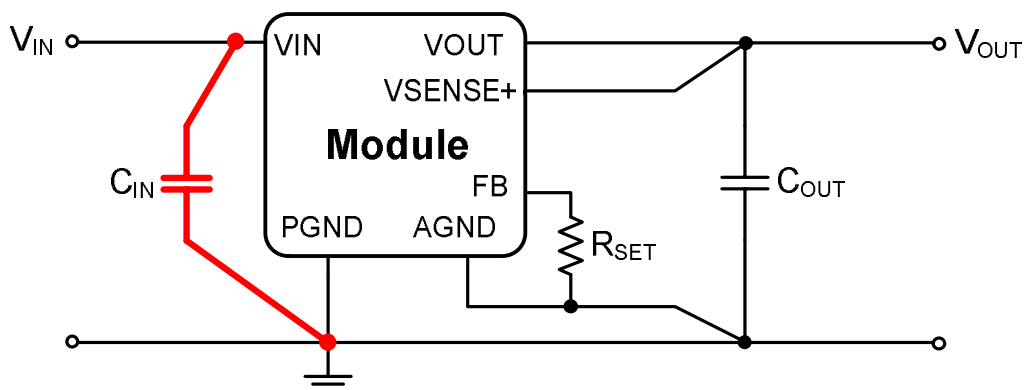 VIN
VIN
VOUT
VOUT
VSENSE+
Module
CIN
FB
COUT
PGND
AGND
RSET